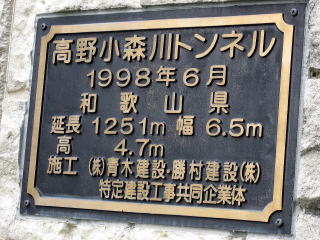 高野小森川トンネル
1998年6月
和歌山県
延長 1251m 幅 6.5m
高 4.7m
施工 (株)青木建設・勝村建設(株)
特定建設工事共同企業体